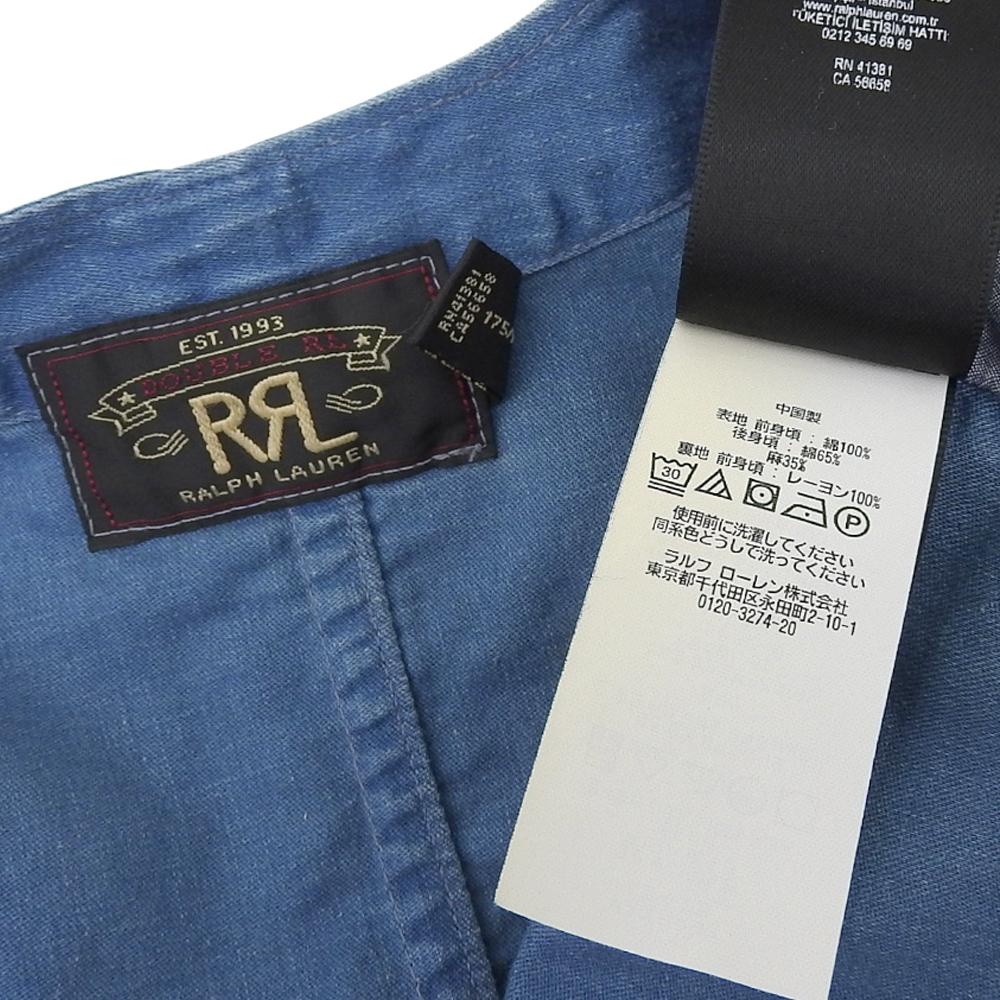 EST. 1993
DOUBLE RL
RRL
RALPH LAUREN
RN41381
CA56658
Istanbul
www.ralphlauren.com.tr
TÜKETİCİ İLETİŞİM HATTI
0212 345 69 69
RN 41381
CA 56658
中国製
表地 前身頃 : 綿100%
後身頃 : 綿65%
麻35%
裏地 前身頃 : レーヨン100%
30
P
使用前に洗濯してください
同系色どうしで洗ってください
ラルフ ローレン株式会社
東京都千代田区永田町2-10-1
0120-3274-20